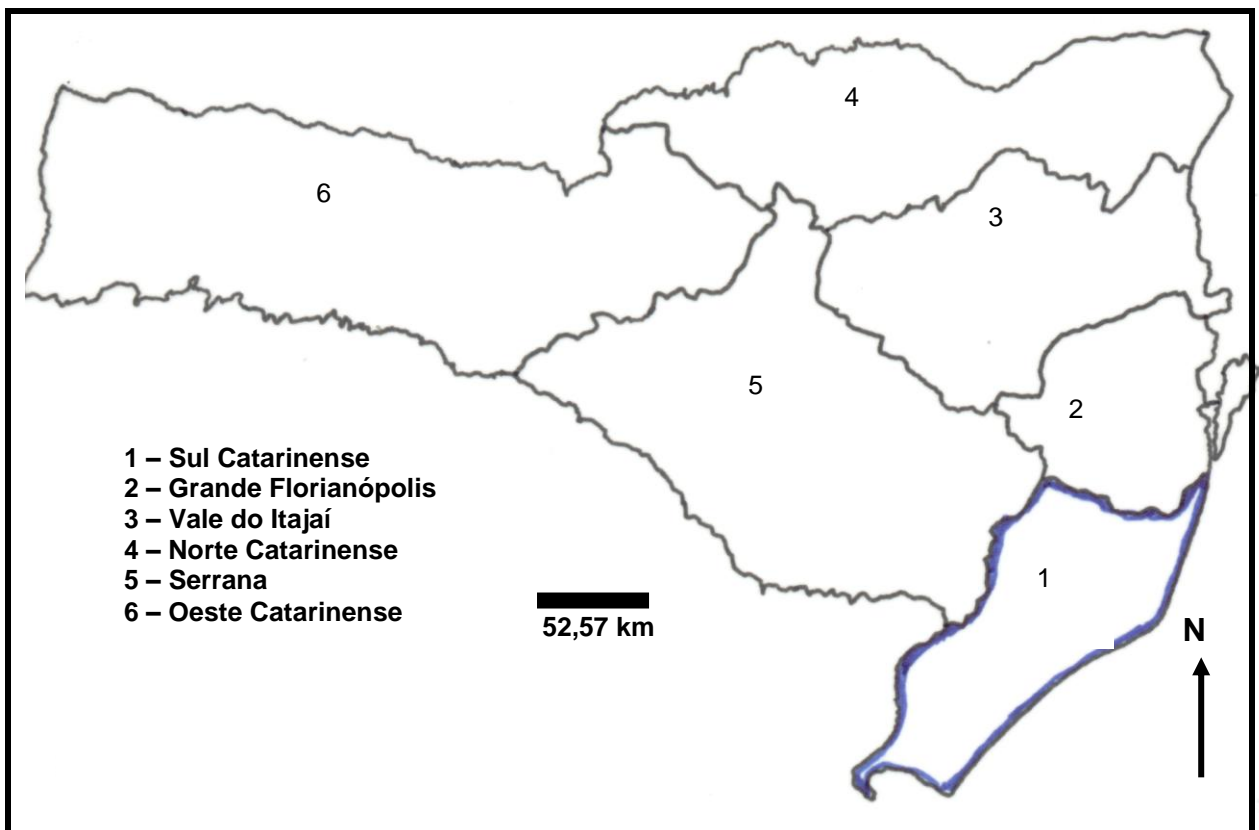 4
6
3
5
2
1 – Sul Catarinense
2 – Grande Florianópolis
3 – Vale do Itajaí
4 – Norte Catarinense
5 – Serrana
6 – Oeste Catarinense
1
52,57 km
N